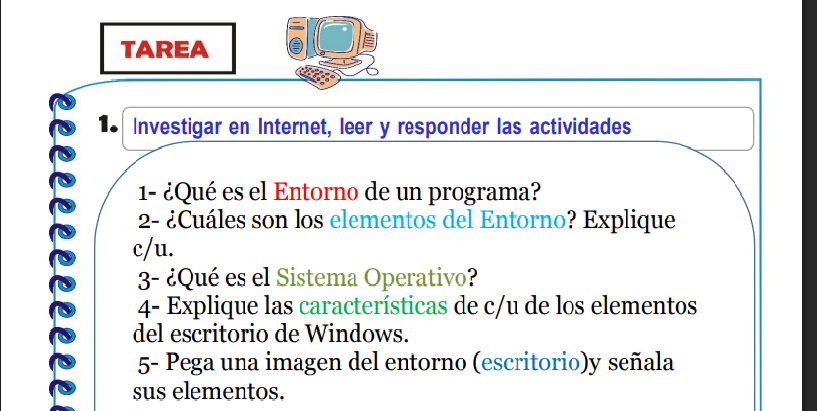 TAREA
1. Investigar en Internet, leer y responder las actividades
1- ¿Qué es el Entorno de un programa?
2- ¿Cuáles son los elementos del Entorno? Explique
c/u.
3- ¿Qué es el Sistema Operativo?
4- Explique las características de c/u de los elementos
del escritorio de Windows.
5- Pega una imagen del entorno (escritorio)y señala
sus elementos.